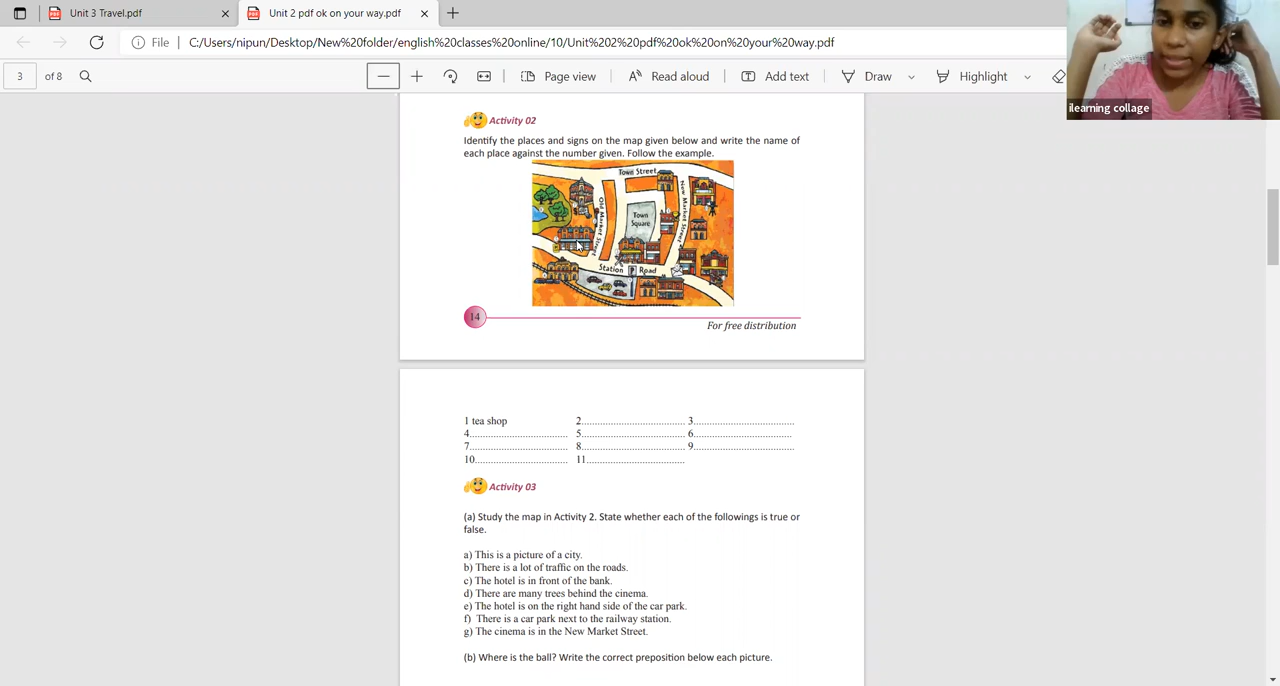 Unit 3 Travel.pdf
Unit 2 pdf ok on your way.pdf
File
C:/Users/nipun/Desktop/New%20folder/english%20classes%20online/10/Unit%202%20pdf%20ok%20on%20your%20way.pdf
3 of 8
Page view
Read aloud
Add text
Draw
Highlight
ilearning collage
Activity 02
Identify the places and signs on the map given below and write the name of
each place against the number given. Follow the example.
Town Street
Old Market Street
Town
Square
New Market Street
Station P Road
14
For free distribution
1 tea shop 2.................................... 3...................................
4................................... 5.................................... 6..................................
7................................... 8.................................... 9...................................
10................................ 11..................................
Activity 03
(a) Study the map in Activity 2. State whether each of the followings is true or
false.
a) This is a picture of a city.
b) There is a lot of traffic on the roads.
c) The hotel is in front of the bank.
d) There are many trees behind the cinema.
e) The hotel is on the right hand side of the car park.
f) There is a car park next to the railway station.
g) The cinema is in the New Market Street.
(b) Where is the ball? Write the correct preposition below each picture.